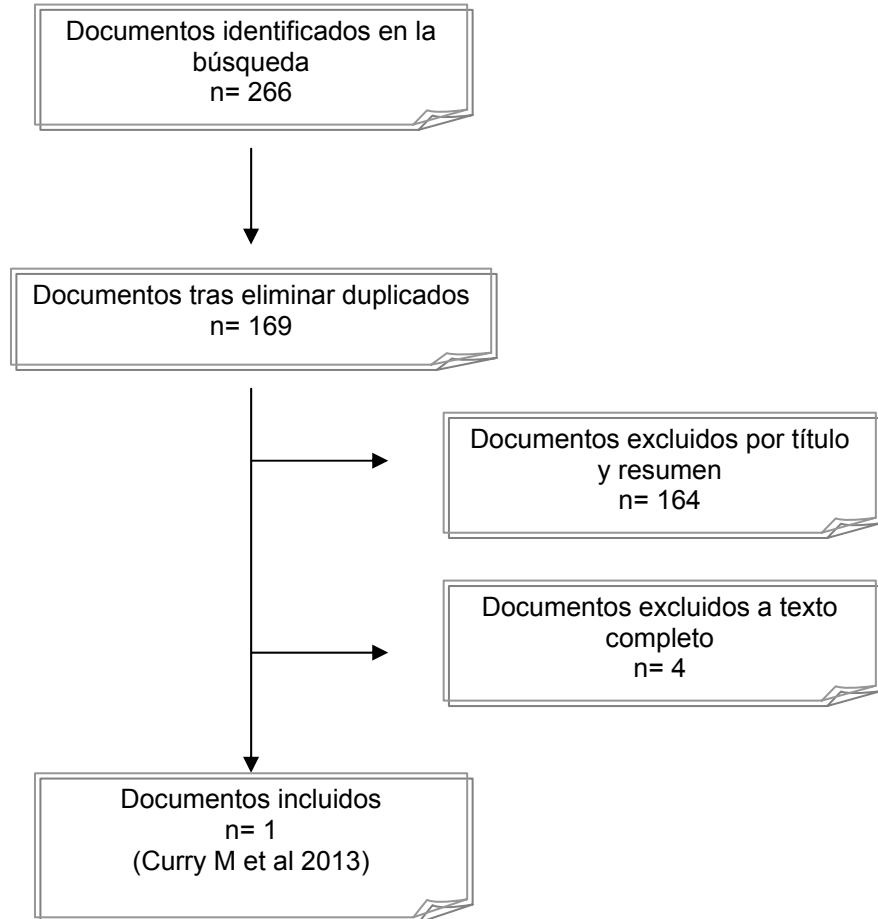 Documentos identificados en la
búsqueda
n= 266
Documentos tras eliminar duplicados
n= 169
Documentos excluidos por título
y resumen
n= 164
Documentos excluidos a texto
completo
n= 4
Documentos incluidos
n= 1
(Curry M et al 2013)